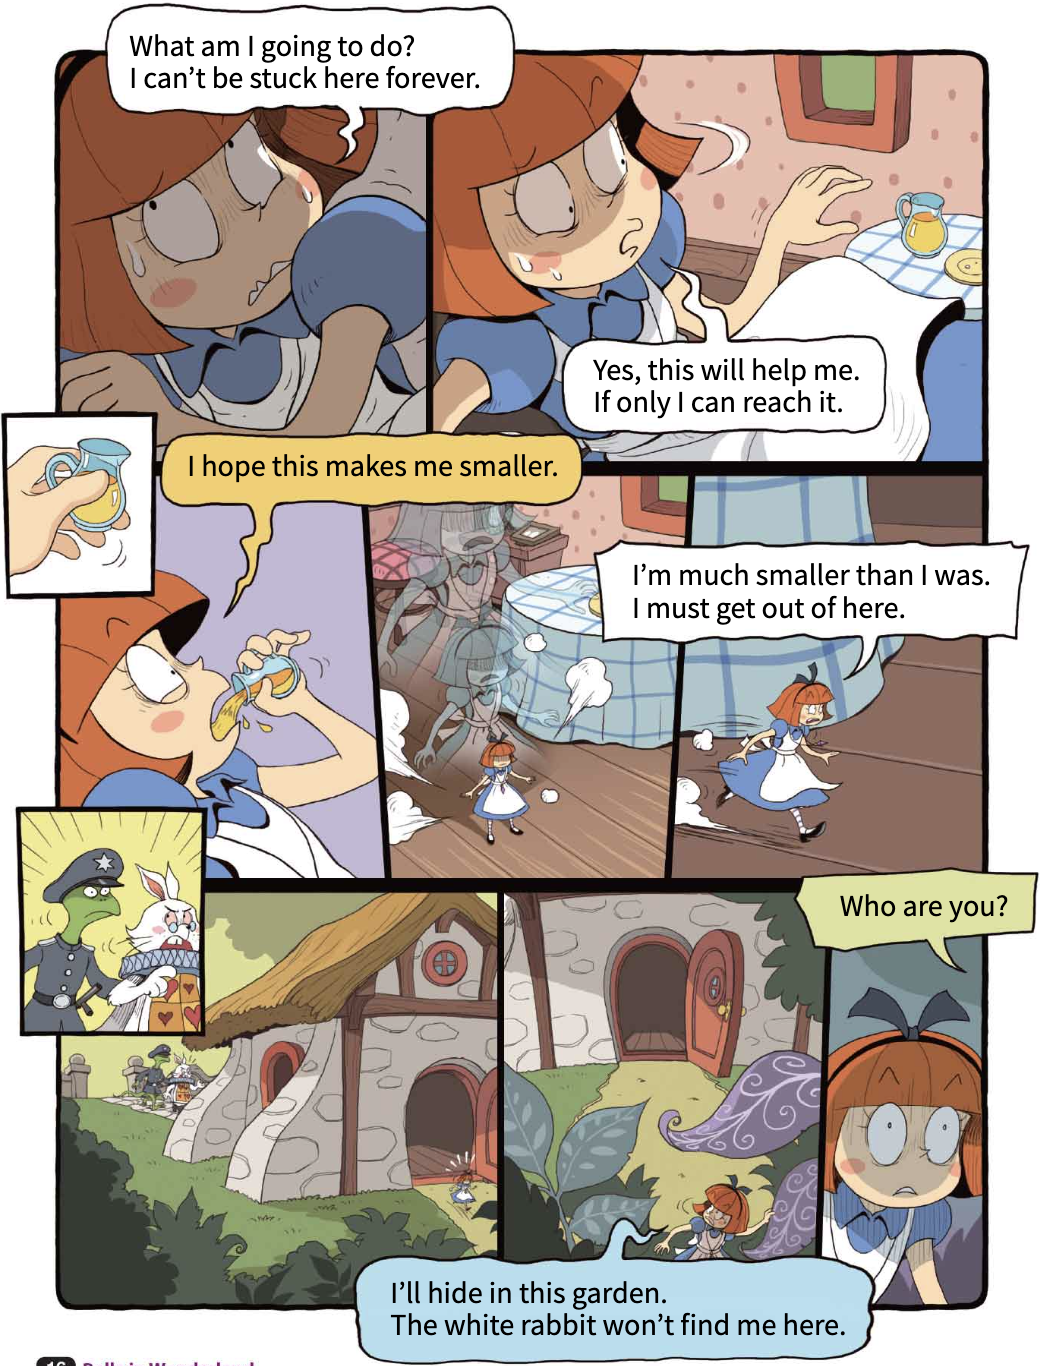 What am I going to do?
I can't be stuck here forever.
Yes, this will help me.
If only I can reach it.
I hope this makes me smaller.
I'm much smaller than I was.
I must get out of here.
Who are you?
I'll hide in this garden.
The white rabbit won't find me here.